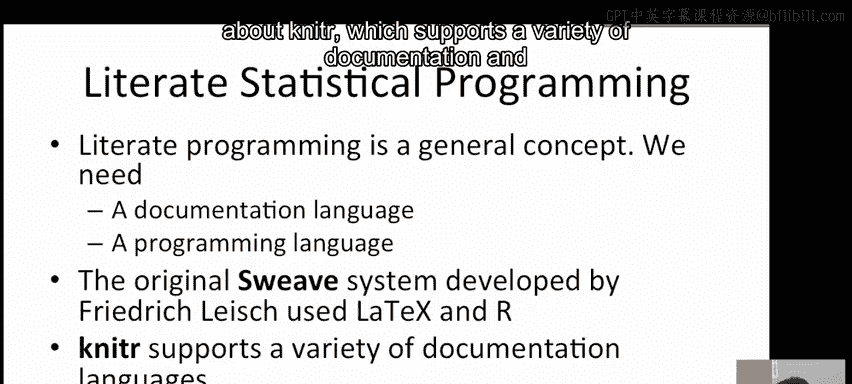 GPT中英字幕课程资源@bilibili.com
about knitr, which supports a variety of
documentation and
Literate Statistical Programming
• Literate programming is a general concept. We
need
– A documentation language
– A programming language
• The original Sweave system developed by
Friedrich Leisch used LaTeX and R
• knitr supports a variety of documentation
languages